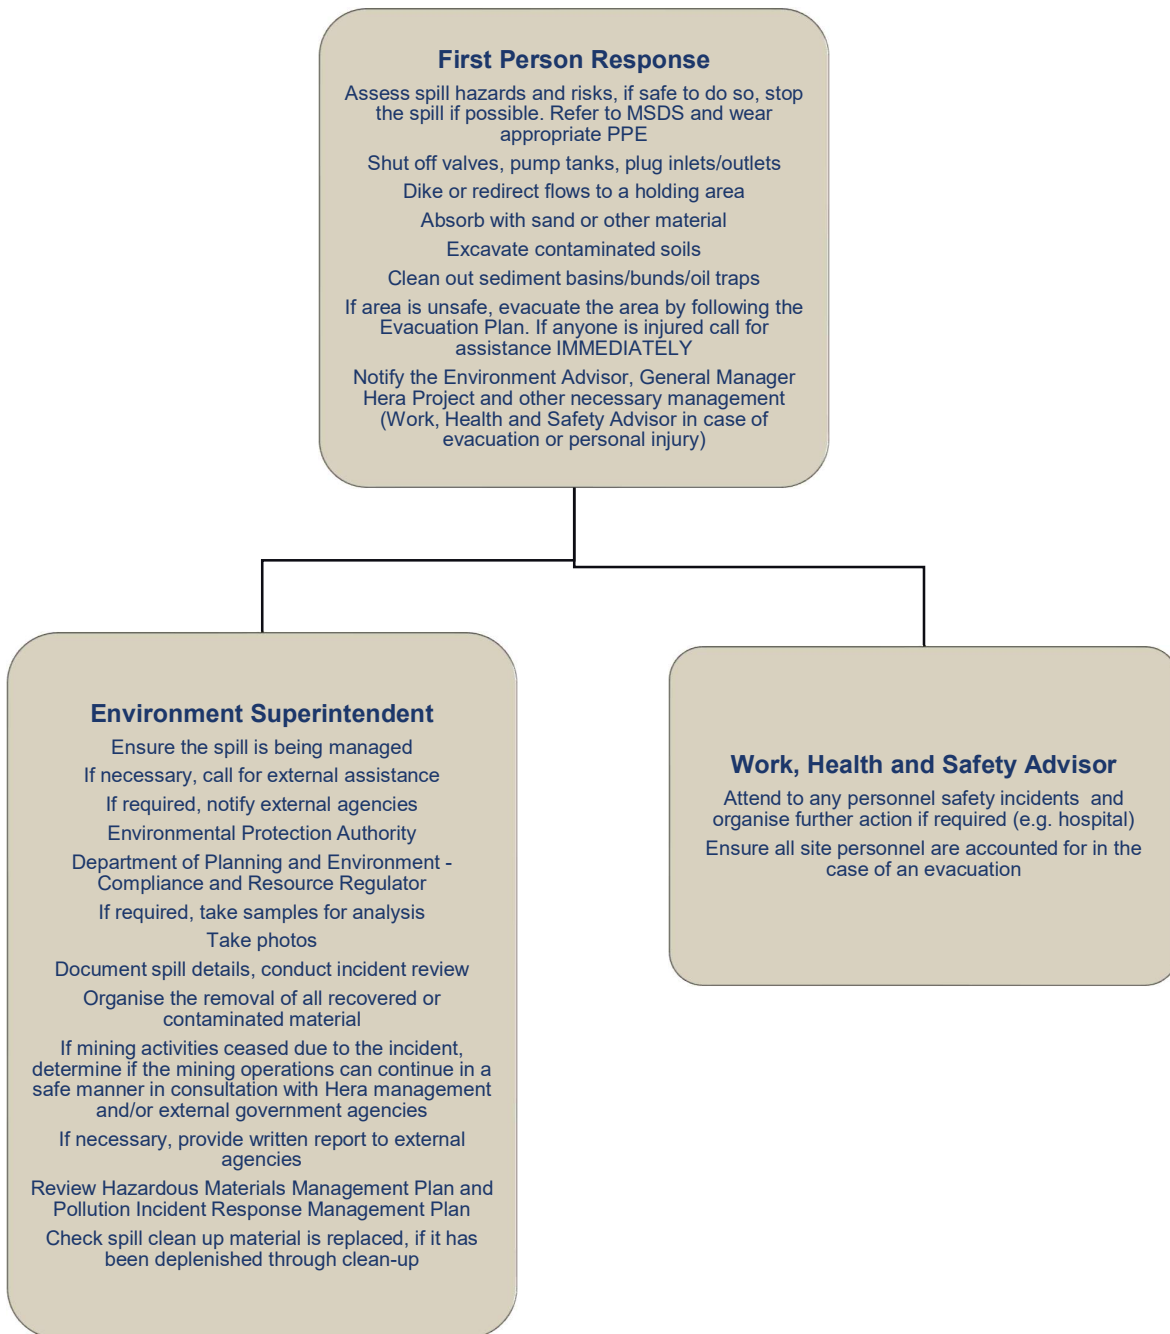 First Person Response
Assess spill hazards and risks, if safe to do so, stop
the spill if possible. Refer to MSDS and wear
appropriate PPE
Shut off valves, pump tanks, plug inlets/outlets
Dike or redirect flows to a holding area
Absorb with sand or other material
Excavate contaminated soils
Clean out sediment basins/bunds/oil traps
If area is unsafe, evacuate the area by following the
Evacuation Plan. If anyone is injured call for
assistance IMMEDIATELY
Notify the Environment Advisor, General Manager
Hera Project and other necessary management
(Work, Health and Safety Advisor in case of
evacuation or personal injury)
Environment Superintendent
Ensure the spill is being managed
If necessary, call for external assistance
If required, notify external agencies
Environmental Protection Authority
Department of Planning and Environment -
Compliance and Resource Regulator
If required, take samples for analysis
Take photos
Document spill details, conduct incident review
Organise the removal of all recovered or
contaminated material
If mining activities ceased due to the incident,
determine if the mining operations can continue in a
safe manner in consultation with Hera management
and/or external government agencies
If necessary, provide written report to external
agencies
Review Hazardous Materials Management Plan and
Pollution Incident Response Management Plan
Check spill clean up material is replaced, if it has
been deplenished through clean-up
Work, Health and Safety Advisor
Attend to any personnel safety incidents and
organise further action if required (e.g. hospital)
Ensure all site personnel are accounted for in the
case of an evacuation